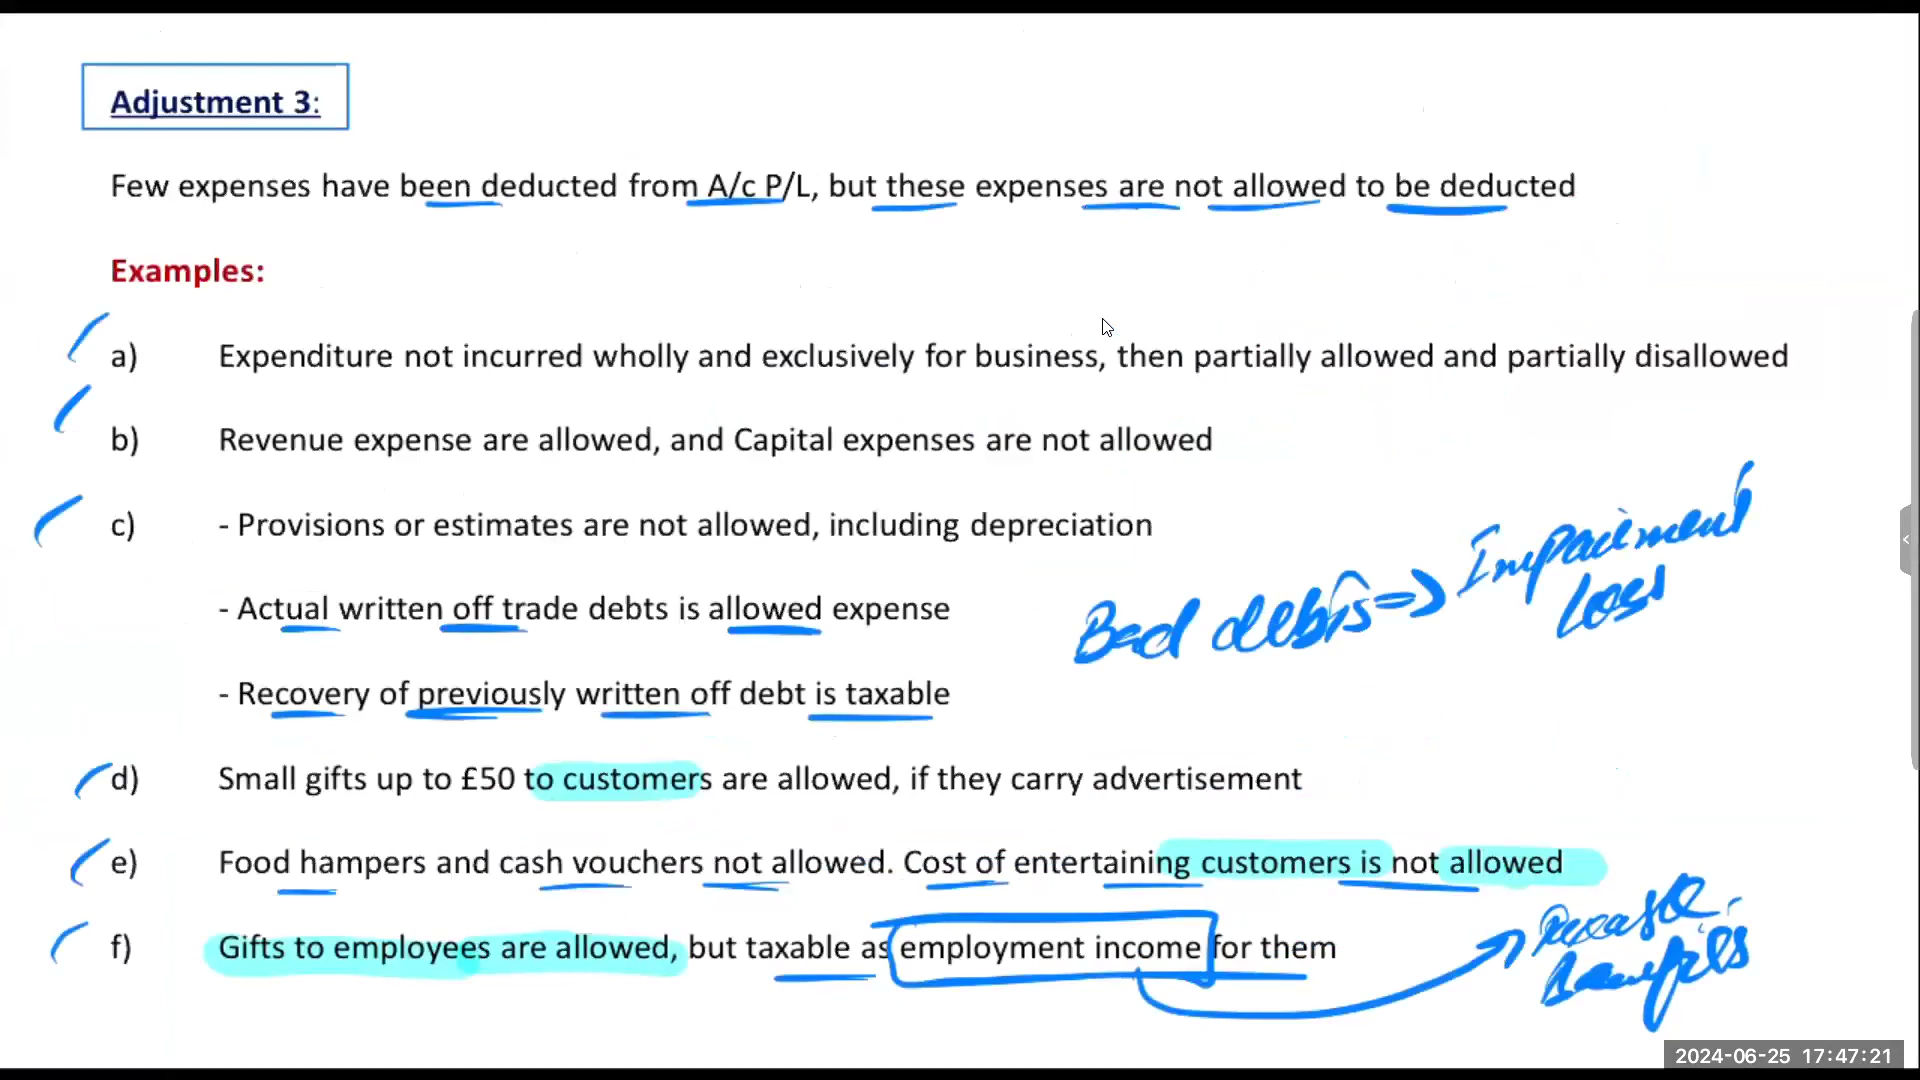 Adjustment 3:
Few expenses have been deducted from A/c P/L, but these expenses are not allowed to be deducted
Examples:
a) Expenditure not incurred wholly and exclusively for business, then partially allowed and partially disallowed
b) Revenue expense are allowed, and Capital expenses are not allowed
c) - Provisions or estimates are not allowed, including depreciation
- Actual written off trade debts is allowed expense
Bad debts => Impairment
Loss
- Recovery of previously written off debt is taxable
d) Small gifts up to £50 to customers are allowed, if they carry advertisement
e) Food hampers and cash vouchers not allowed. Cost of entertaining customers is not allowed
f) Gifts to employees are allowed, but taxable as employment income for them
Benefits
2024-06-25 17:47:21